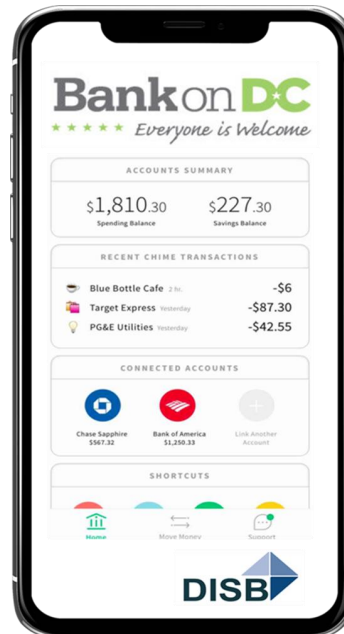 Bank on DC
Everyone is Welcome
ACCOUNTS SUMMARY
$1,810.30 $227.30
Spending Balance Savings Balance
RECENT CHIME TRANSACTIONS
Blue Bottle Cafe 2 hr. -$6
Target Express Yesterday -$87.30
PG&E Utilities Yesterday -$42.55
CONNECTED ACCOUNTS
Chase Sapphire Bank of America Link Another
$567.32 $1,250.33 Account
SHORTCUTS
Home Move Money Support
DISB